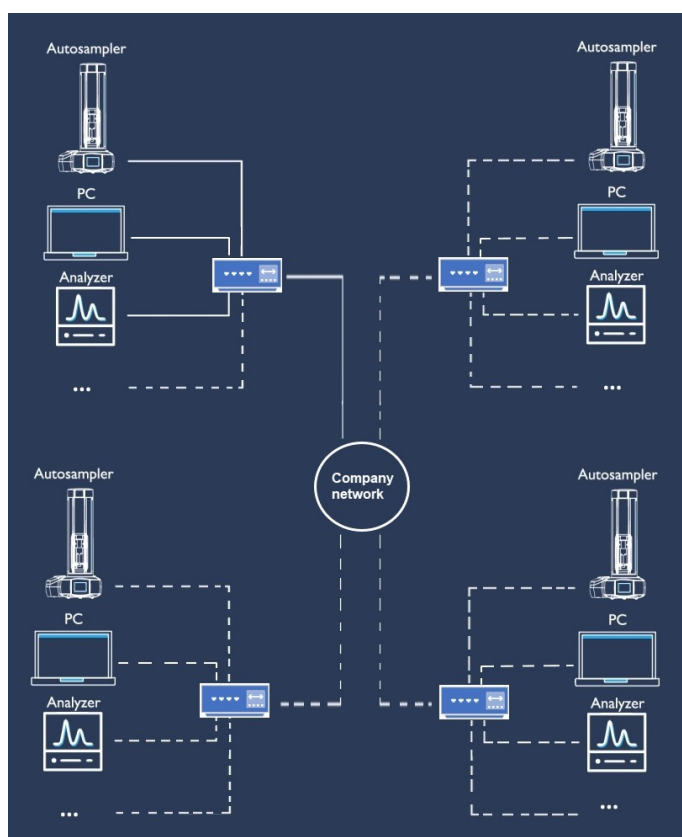 Autosampler
PC
Analyzer
...
Autosampler
PC
Analyzer
...
Company
network
Autosampler
PC
Analyzer
...
Autosampler
PC
Analyzer
...